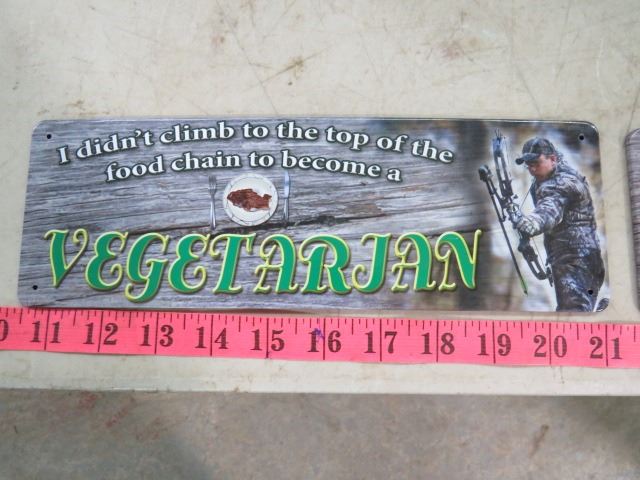 I didn't climb to the top of the
food chain to become a
VEGETARIAN
0 11 12 13 14 15 16 17 18 19 20 21